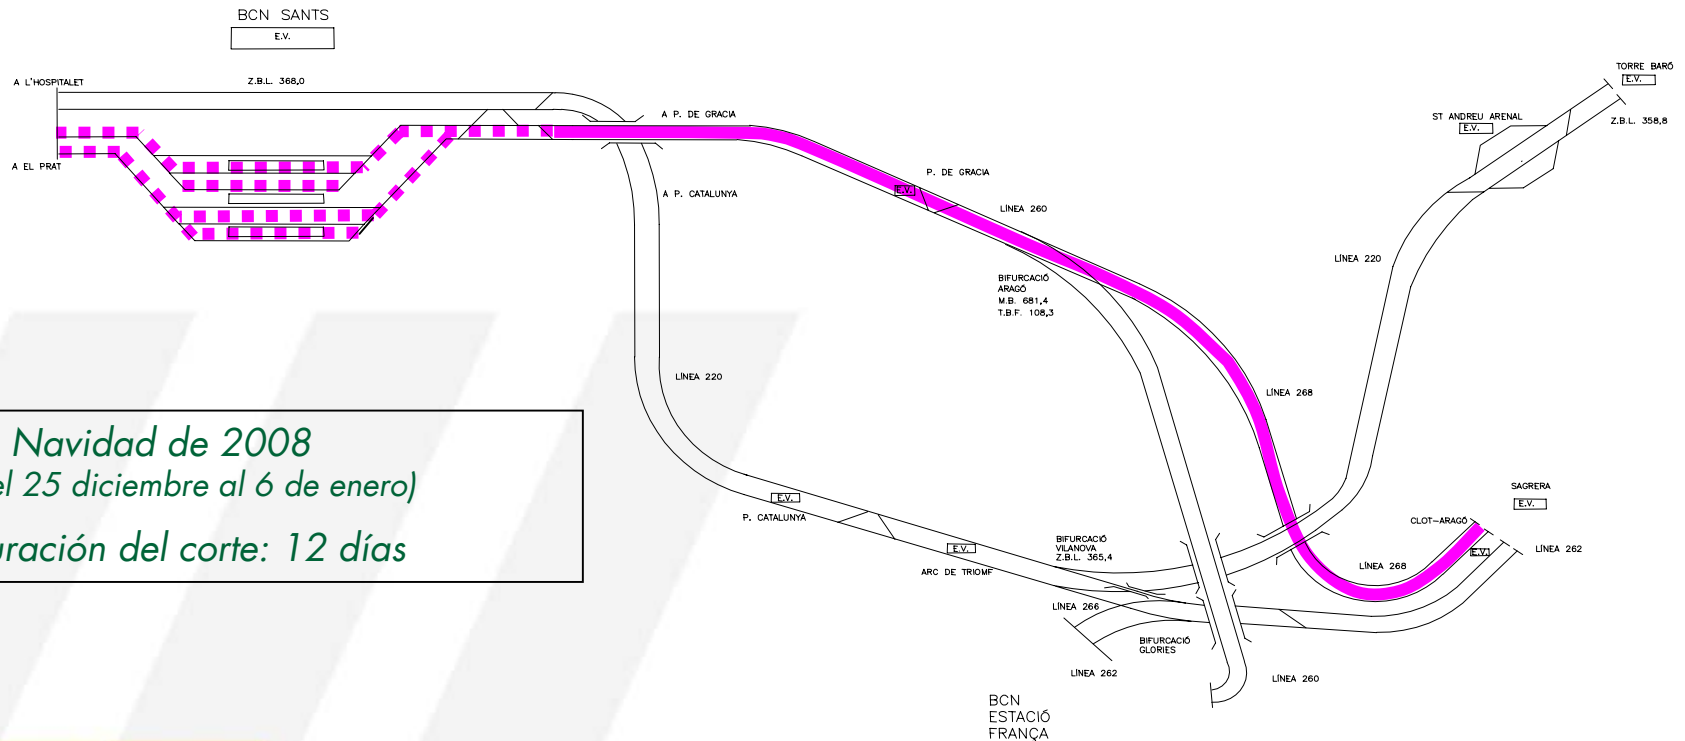 BCN SANTS
E.V.
A L'HOSPITALET
Z.B.L. 368,0
A EL PRAT
A P. DE GRACIA
A P. CATALUNYA
P. DE GRACIA
E.V.
LÍNEA 260
BIFURCACIÓ
ARAGÓ
M.B. 681,4
T.B.F. 108,3
TORRE BARÓ
E.V.
Z.B.L. 358,8
ST ANDREU ARENAL
E.V.
LÍNEA 220
LÍNEA 220
LÍNEA 268
Navidad de 2008
el 25 diciembre al 6 de enero)
uración del corte: 12 días
E.V.
P. CATALUNYA
E.V.
ARC DE TRIOMF
BIFURCACIÓ
VILANOVA
Z.B.L. 365,4
SAGRERA
E.V.
CLOT-ARAGÓ
E.V.
LÍNEA 262
LÍNEA 268
LÍNEA 266
BIFURCACIÓ
GLORIES
LÍNEA 262
LÍNEA 260
BCN
ESTACIÓ
FRANÇA